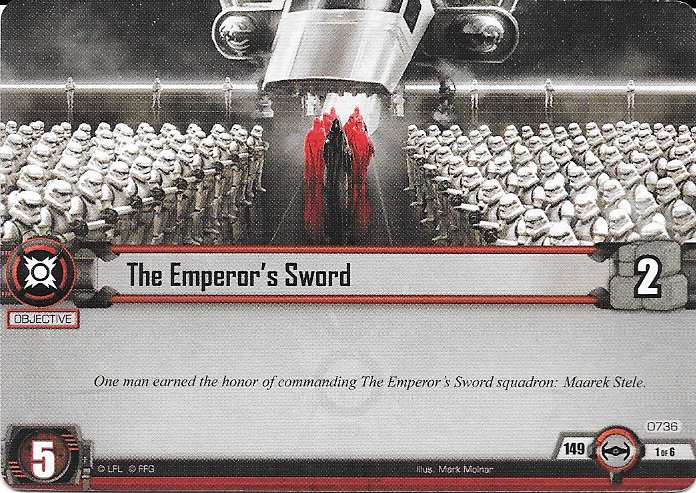 The Emperor's Sword
2
OBJECTIVE
One man earned the honor of commanding The Emperor's Sword squadron: Maarek Stele.
0736
5
149
1 OF 6
© LFL © FFG
Illus. Mark Molnar